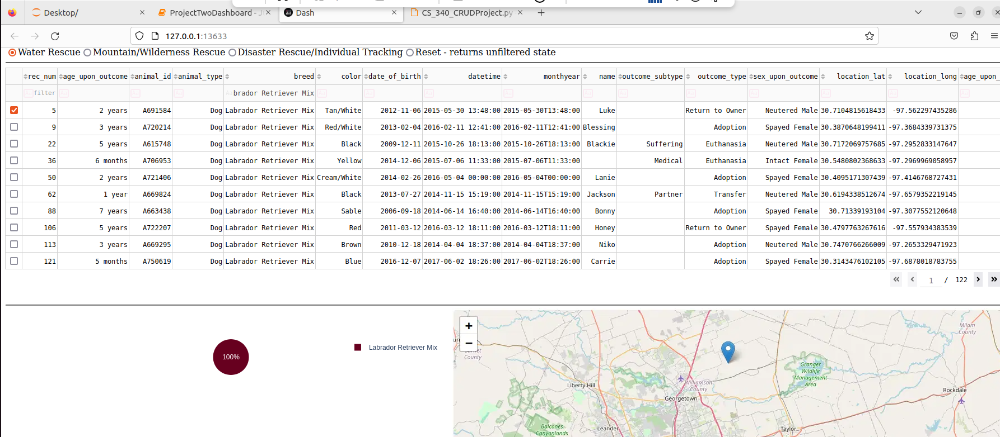 Desktop/ ProjectTwoDashboard - J Dash CS_340_CRUDProject.py
127.0.0.1:13633
Water Rescue Mountain/Wilderness Rescue Disaster Rescue/Individual Tracking Reset - returns unfiltered state
rec_num age_upon_outcome animal_id animal_type breed color date_of_birth datetime monthyear name outcome_subtype outcome_type sex_upon_outcome location_lat location_long age_upon_
filter brador Retriever Mix
5 2 years A691584 Dog Labrador Retriever Mix Tan/White 2012-11-06 2015-05-30 13:48:00 2015-05-30T13:48:00 Luke Return to Owner Neutered Male 30.7104815618433 -97.562297435286
9 3 years A720214 Dog Labrador Retriever Mix Red/White 2013-02-04 2016-02-11 12:41:00 2016-02-11T12:41:00 Blessing Adoption Spayed Female 30.3870648199411 -97.3684339731375
22 5 years A615748 Dog Labrador Retriever Mix Black 2009-12-11 2015-10-26 18:13:00 2015-10-26T18:13:00 Blackie Suffering Euthanasia Neutered Male 30.7172069757685 -97.2952833147647
36 6 months A706953 Dog Labrador Retriever Mix Yellow 2014-12-06 2015-07-06 11:33:00 2015-07-06T11:33:00 Medical Euthanasia Intact Female 30.5480802368633 -97.2969969058957
50 2 years A721406 Dog Labrador Retriever Mix Cream/White 2014-02-26 2016-05-04 00:00:00 2016-05-04T00:00:00 Lanie Adoption Spayed Female 30.4095171307439 -97.4146768727431
62 1 year A669824 Dog Labrador Retriever Mix Black 2013-07-27 2014-11-15 15:19:00 2014-11-15T15:19:00 Jackson Partner Transfer Neutered Male 30.6194338512674 -97.6579352219145
88 7 years A663438 Dog Labrador Retriever Mix Sable 2006-09-18 2014-06-14 16:40:00 2014-06-14T16:40:00 Bonny Adoption Spayed Female 30.71339193104 -97.3077552120648
106 5 years A722207 Dog Labrador Retriever Mix Red 2011-03-12 2016-03-12 18:11:00 2016-03-12T18:11:00 Honey Return to Owner Spayed Female 30.4797763267616 -97.557934383539
113 3 years A669295 Dog Labrador Retriever Mix Brown 2010-12-18 2014-04-04 18:37:00 2014-04-04T18:37:00 Niko Adoption Neutered Male 30.7470766266009 -97.2653329471923
121 5 months A750619 Dog Labrador Retriever Mix Blue 2016-12-07 2017-06-02 18:26:00 2017-06-02T18:26:00 Carrie Adoption Spayed Female 30.3143476102105 -97.6878018783755
1 / 122
100%
Labrador Retriever Mix
+
−
Burnet
County
Milam
County
Granger
Wildlife
Management
Area
Liberty Hill
Williamson
County
Rockdale
Georgetown
Leander
Taylor
Balcones
Canyonlands